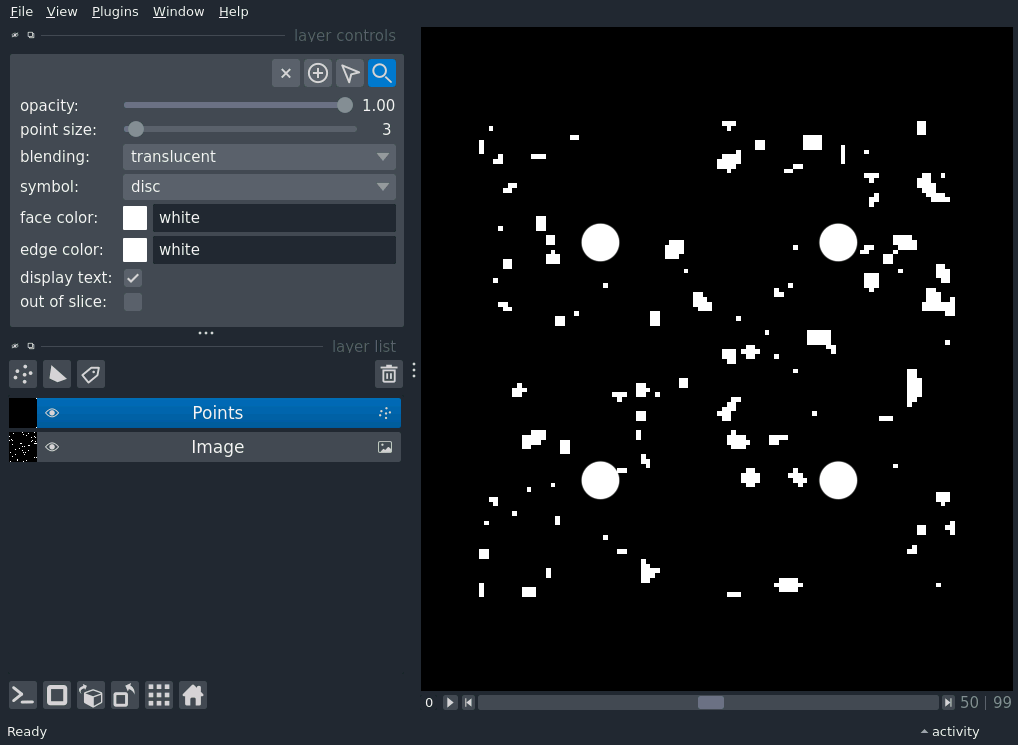 File View Plugins Window Help
layer controls
opacity: 1.00
point size: 3
blending: translucent
symbol: disc
face color: white
edge color: white
display text:
out of slice:
layer list
Points
Image
0 50 | 99
Ready activity